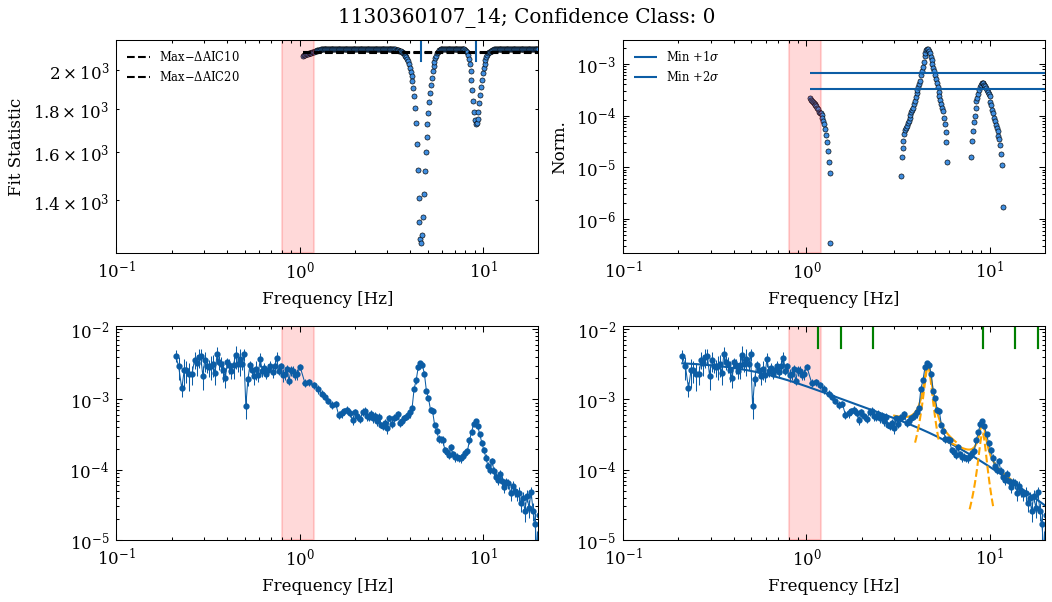 1130360107_14; Confidence Class: 0
Max−ΔAIC10
Max−ΔAIC20
Fit Statistic
2 × 10³
1.8 × 10³
1.6 × 10³
1.4 × 10³
10⁻¹
10⁰
10¹
Frequency [Hz]
Min +1σ
Min +2σ
Norm.
10⁻³
10⁻⁴
10⁻⁵
10⁻⁶
10⁻¹
10⁰
10¹
Frequency [Hz]
10⁻²
10⁻³
10⁻⁴
10⁻⁵
10⁻¹
10⁰
10¹
Frequency [Hz]
10⁻²
10⁻³
10⁻⁴
10⁻⁵
10⁻¹
10⁰
10¹
Frequency [Hz]